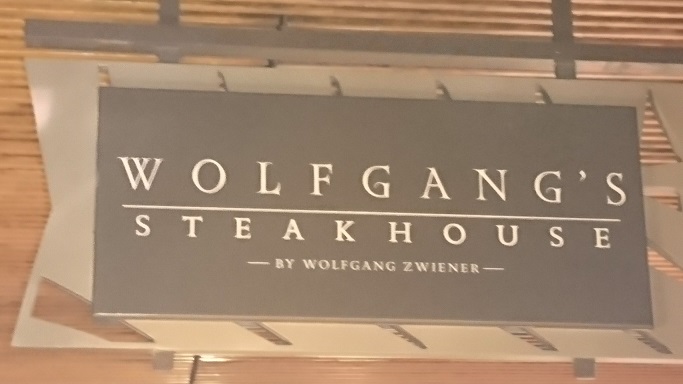 WOLFGANG'S
STEAKHOUSE
— BY WOLFGANG ZWIENER —